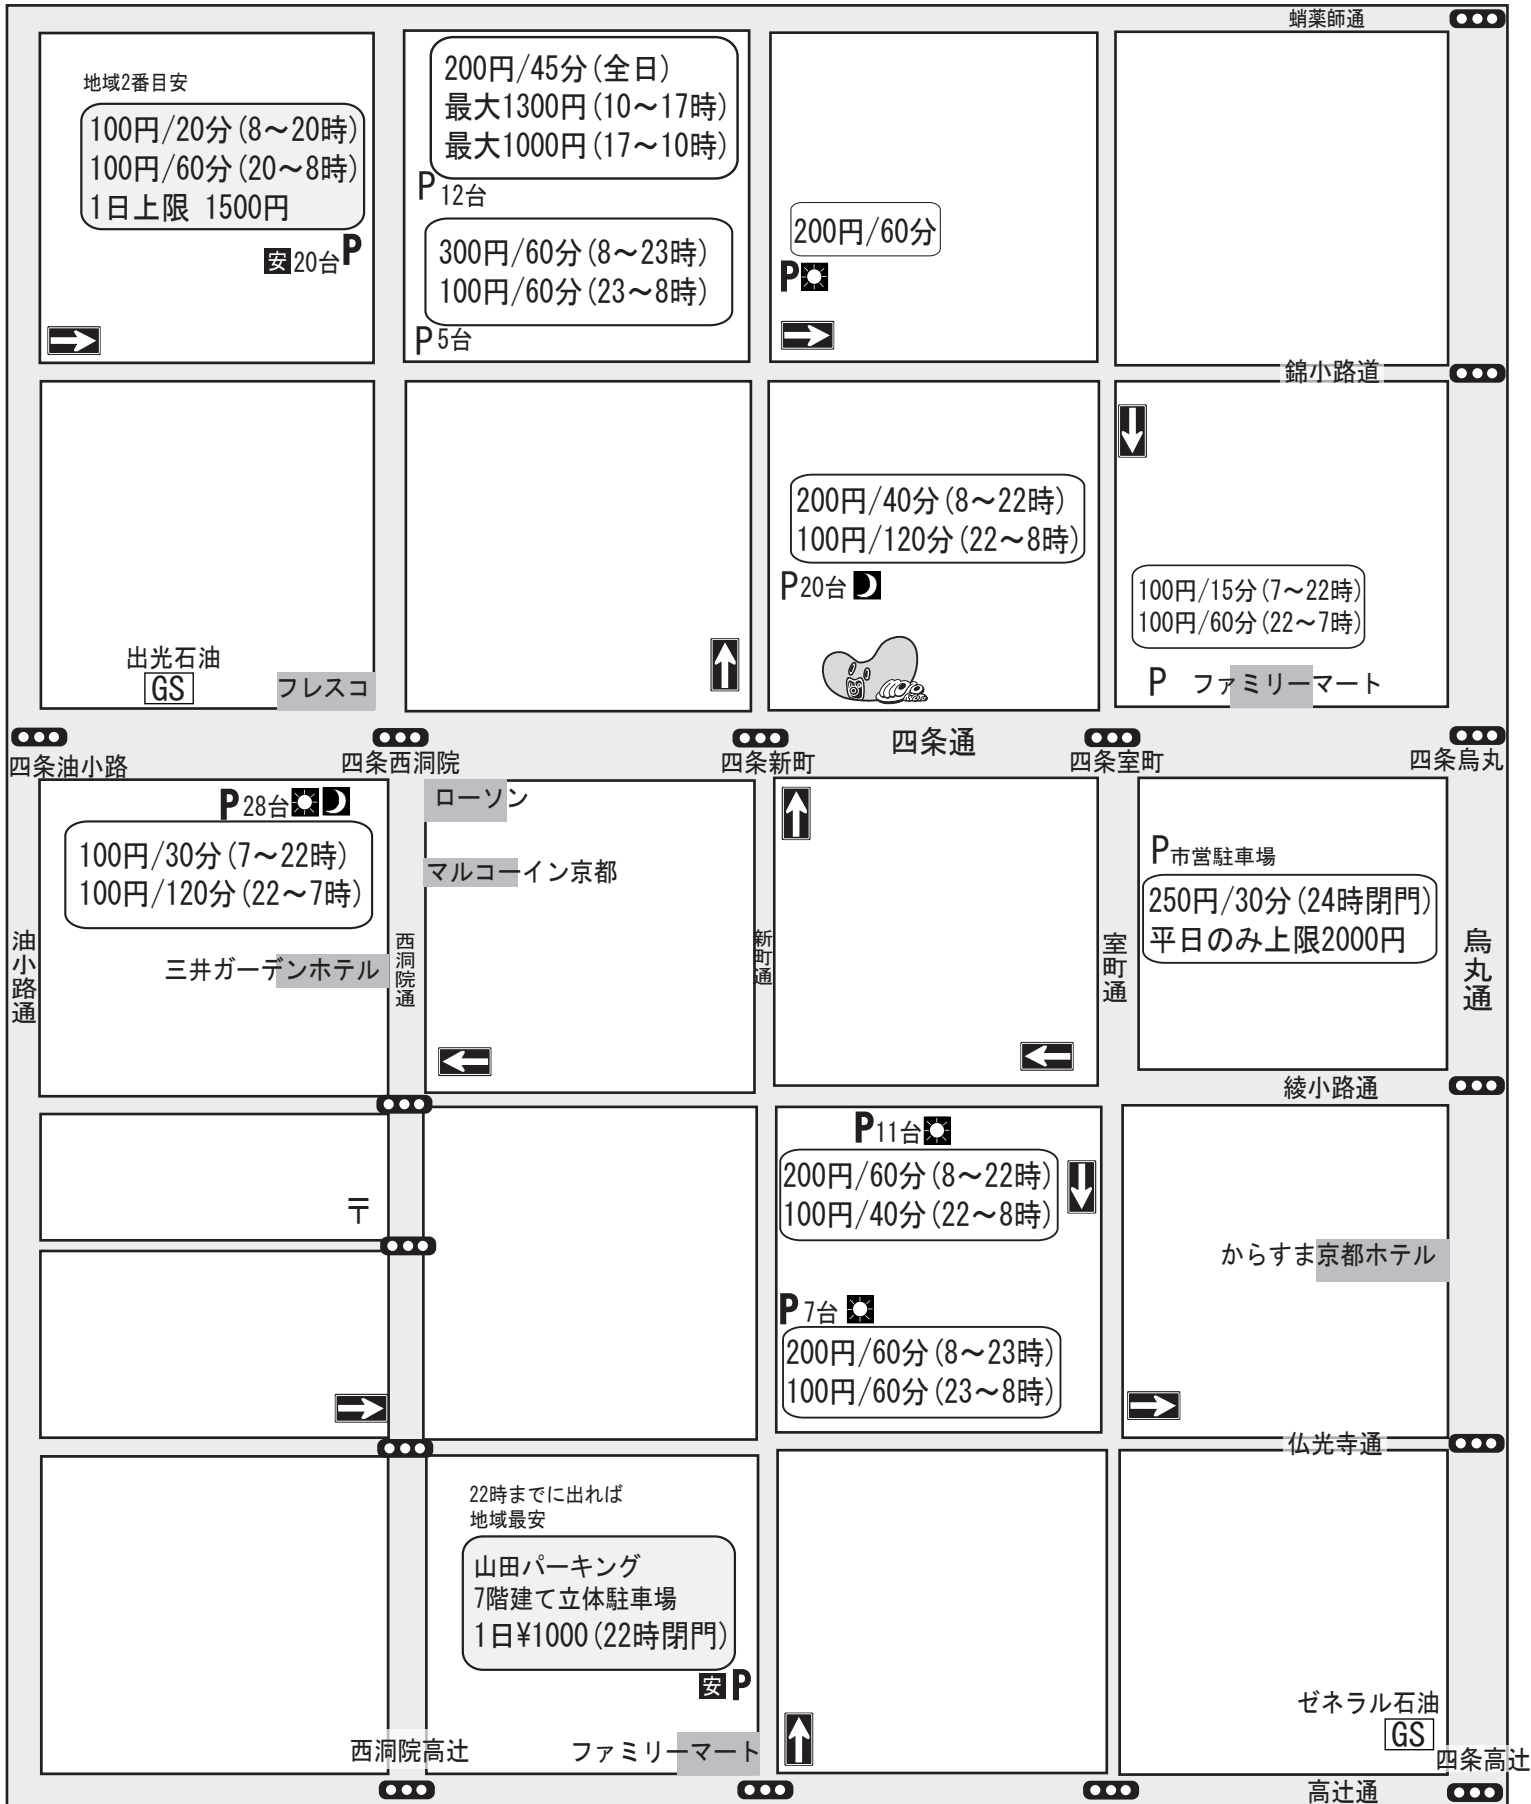 蛸薬師通
地域2番目安
100円/20分(8～20時)
100円/60分(20～8時)
1日上限 1500円
安20台P
200円/45分(全日)
最大1300円(10～17時)
最大1000円(17～10時)
P12台
300円/60分(8～23時)
100円/60分(23～8時)
P5台
200円/60分
P
錦小路道
出光石油
GS
フレスコ
200円/40分(8～22時)
100円/120分(22～8時)
P20台
100円/15分(7～22時)
100円/60分(22～7時)
P ファミリーマート
四条通
四条油小路
四条西洞院
四条新町
四条室町
四条烏丸
P28台
100円/30分(7～22時)
100円/120分(22～7時)
三井ガーデンホテル
ローソン
マルコーイン京都
P市営駐車場
250円/30分(24時閉門)
平日のみ上限2000円
油小路通
西洞院通
新町通
室町通
烏丸通
綾小路通
〒
P11台
200円/60分(8～22時)
100円/40分(22～8時)
P7台
200円/60分(8～23時)
100円/60分(23～8時)
からすま京都ホテル
仏光寺通
22時までに出れば
地域最安
山田パーキング
7階建て立体駐車場
1日¥1000(22時閉門)
安P
ファミリーマート
西洞院高辻
ゼネラル石油
GS
四条高辻
高辻通